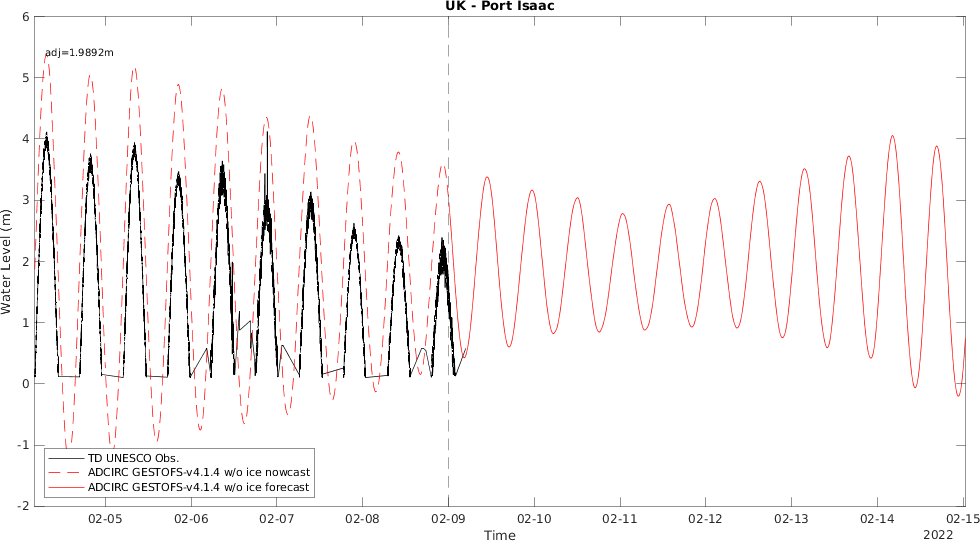 UK - Port Isaac
adj=1.9892m
6
5
4
3
2
1
0
-1
-2
Water Level (m)
TD UNESCO Obs.
ADCIRC GESTOFS-v4.1.4 w/o ice nowcast
ADCIRC GESTOFS-v4.1.4 w/o ice forecast
02-05 02-06 02-07 02-08 02-09 02-10 02-11 02-12 02-13 02-14 02-15
Time
2022